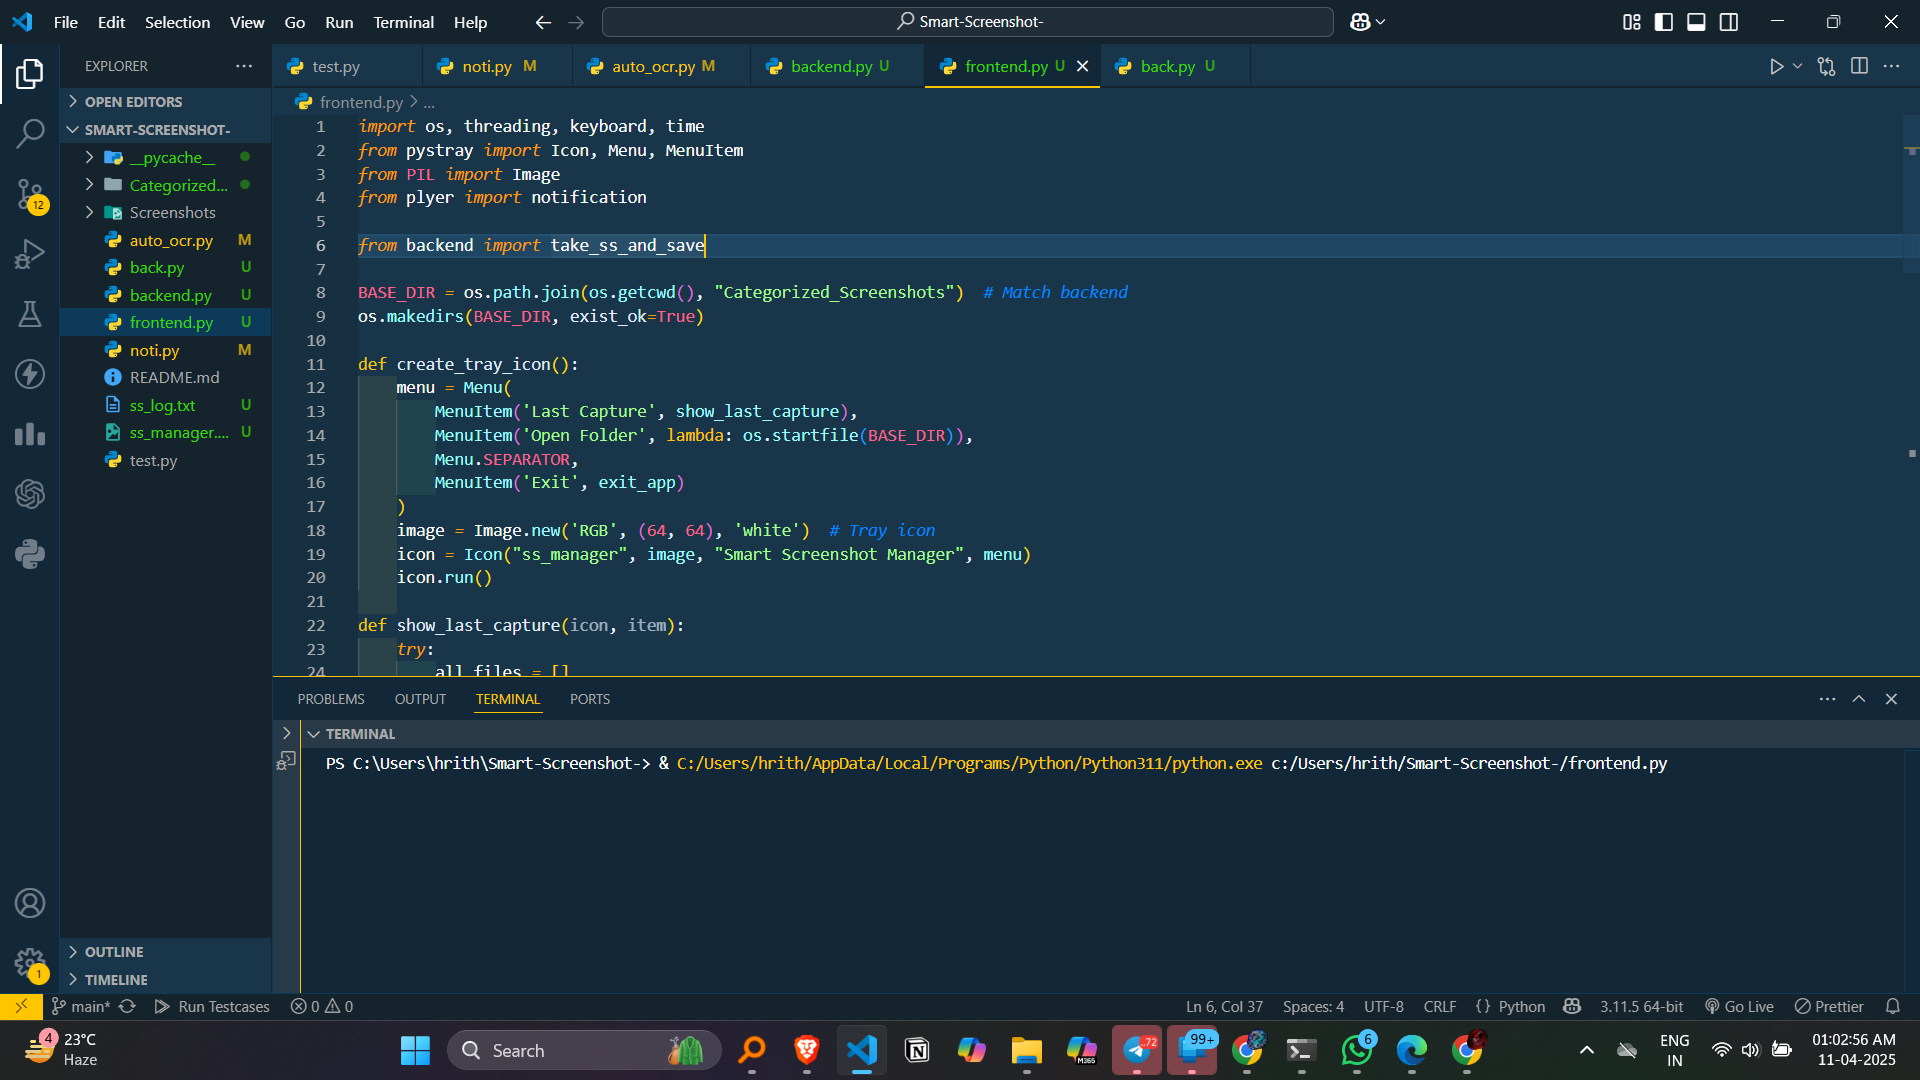 File Edit Selection View Go Run Terminal Help
Smart-Screenshot-
EXPLORER
OPEN EDITORS
SMART-SCREENSHOT-
__pycache__
Categorized...
Screenshots
auto_ocr.py M
back.py U
backend.py U
frontend.py U
noti.py M
README.md
ss_log.txt U
ss_manager.... U
test.py
OUTLINE
TIMELINE
12
1
test.py noti.py M auto_ocr.py M backend.py U frontend.py U back.py U
frontend.py > ...
1 import os, threading, keyboard, time
2 from pystray import Icon, Menu, MenuItem
3 from PIL import Image
4 from plyer import notification
5
6 from backend import take_ss_and_save
7
8 BASE_DIR = os.path.join(os.getcwd(), "Categorized_Screenshots")  # Match backend
9 os.makedirs(BASE_DIR, exist_ok=True)
10
11 def create_tray_icon():
12     menu = Menu(
13         MenuItem('Last Capture', show_last_capture),
14         MenuItem('Open Folder', lambda: os.startfile(BASE_DIR)),
15         Menu.SEPARATOR,
16         MenuItem('Exit', exit_app)
17     )
18     image = Image.new('RGB', (64, 64), 'white')  # Tray icon
19     icon = Icon("ss_manager", image, "Smart Screenshot Manager", menu)
20     icon.run()
21
22 def show_last_capture(icon, item):
23     try:
24         all_files = []
PROBLEMS OUTPUT TERMINAL PORTS
TERMINAL
PS C:\Users\hrith\Smart-Screenshot-> & C:/Users/hrith/AppData/Local/Programs/Python/Python311/python.exe c:/Users/hrith/Smart-Screenshot-/frontend.py
main* Run Testcases 0 0
Ln 6, Col 37 Spaces: 4 UTF-8 CRLF {} Python 3.11.5 64-bit Go Live Prettier
4
23°C
Haze
Search
M365
72
99+
6
ENG
IN
01:02:56 AM
11-04-2025